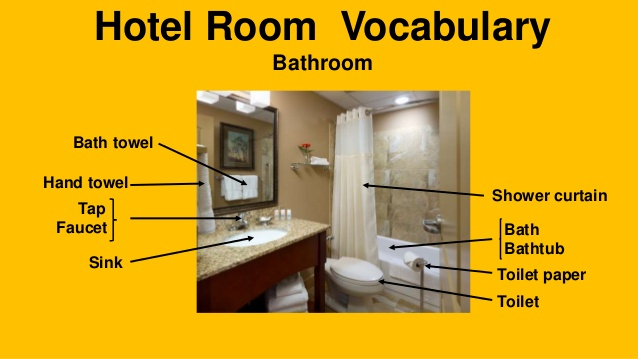 Hotel Room Vocabulary
Bathroom
Bath towel
Hand towel
Tap
Faucet
Sink
Shower curtain
Bath
Bathtub
Toilet paper
Toilet